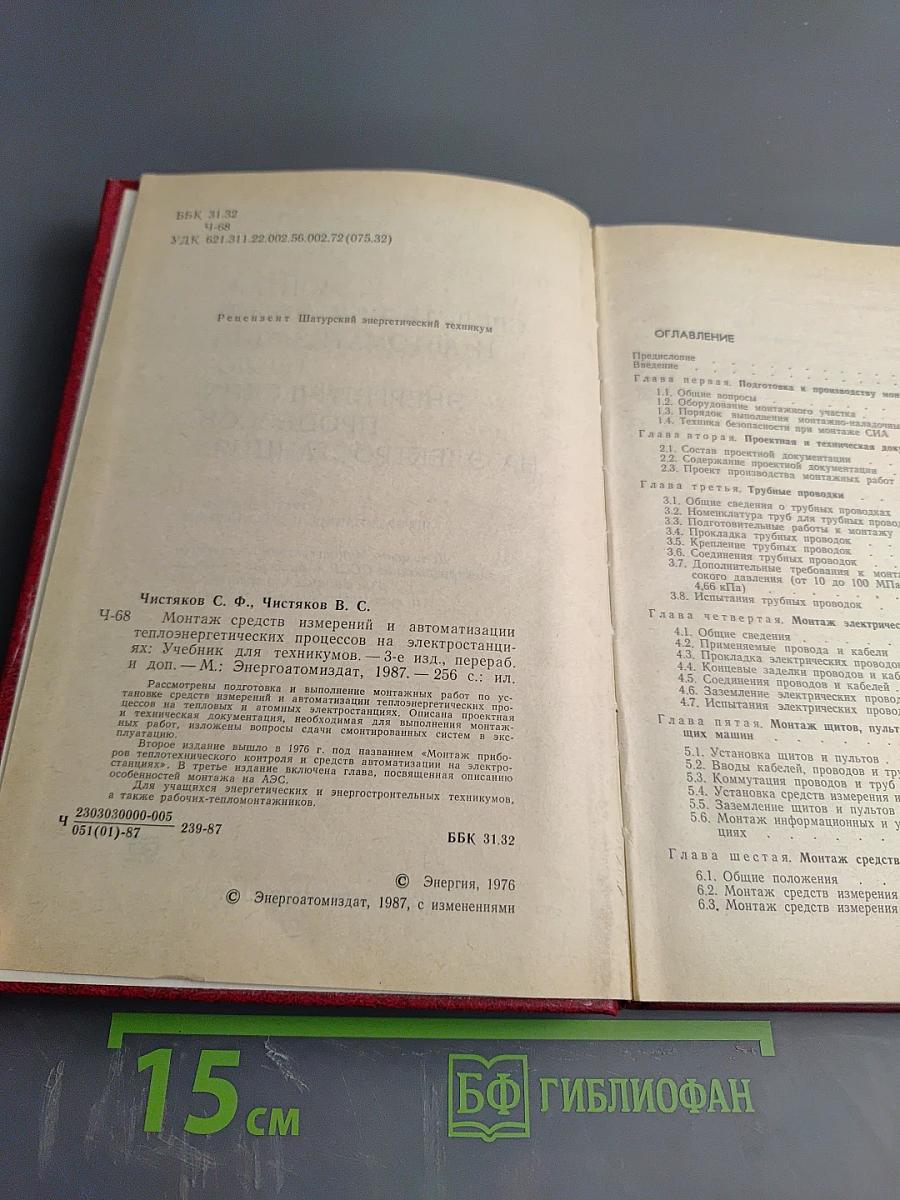 ББК 31.32
Ч-68
УДК 621.311.22.002.56.002.72(075.32)
Рецензент Шатурский энергетический техникум
Чистяков С. Ф., Чистяков В. С.
Ч-68 Монтаж средств измерений и автоматизации
теплоэнергетических процессов на электростанци-
ях: Учебник для техникумов. — 3-е изд., перераб.
и доп. — М.: Энергоатомиздат, 1987. — 256 с.: ил.
Рассмотрены подготовка и выполнение монтажных работ по ус-
тановке средств измерений и автоматизации теплоэнергетических про-
цессов на тепловых и атомных электростанциях. Описана проектная
и техническая документация, необходимая для выполнения монтаж-
ных работ, изложены вопросы сдачи смонтированных систем в экс-
плуатацию.
Второе издание вышло в 1976 г. под названием «Монтаж прибо-
ров теплотехнического контроля и средств автоматизации на электро-
станциях». В третье издание включена глава, посвященная описанию
особенностей монтажа на АЭС.
Для учащихся энергетических и энергостроительных техникумов,
а также рабочих-тепломонтажников.
Ч 2303030000-005
051(01)-87 239-87
ББК 31.32
© Энергия, 1976
© Энергоатомиздат, 1987, с изменениями
ОГЛАВЛЕНИЕ
Предисловие
Введение
Глава первая. Подготовка к производству мон
1.1. Общие вопросы
1.2. Оборудование монтажного участка
1.3. Порядок выполнения монтажно-наладочны
1.4. Техника безопасности при монтаже СИА
Глава вторая. Проектная и техническая доку
2.1. Состав проектной документации
2.2. Содержание проектной документации
2.3. Проект производства монтажных работ
Глава третья. Трубные проводки
3.1. Общие сведения о трубных проводках
3.2. Номенклатура труб для трубных провод
3.3. Подготовительные работы к монтажу
3.4. Прокладка трубных проводок
3.5. Крепление трубных проводок
3.6. Соединения трубных проводок
3.7. Дополнительные требования к монта
сокого давления (от 10 до 100 МПа
4,66 кПа)
3.8. Испытания трубных проводок
Глава четвертая. Монтаж электричес
4.1. Общие сведения
4.2. Применяемые провода и кабели
4.3. Прокладка электрических проводо
4.4. Концевые заделки проводов и каб
4.5. Соединения проводов и кабелей
4.6. Заземление электрических провод
4.7. Испытания электрических провод
Глава пятая. Монтаж щитов, пульт
щих машин
5.1. Установка щитов и пультов
5.2. Вводы кабелей, проводов и тру
5.3. Коммутация проводов и труб
5.4. Установка средств измерения и
5.5. Заземление щитов и пультов
5.6. Монтаж информационных и у
циях
Глава шестая. Монтаж средств
6.1. Общие положения
6.2. Монтаж средств измерения
6.3. Монтаж средств измерения
15 см
БФ ГИБЛИОФАН